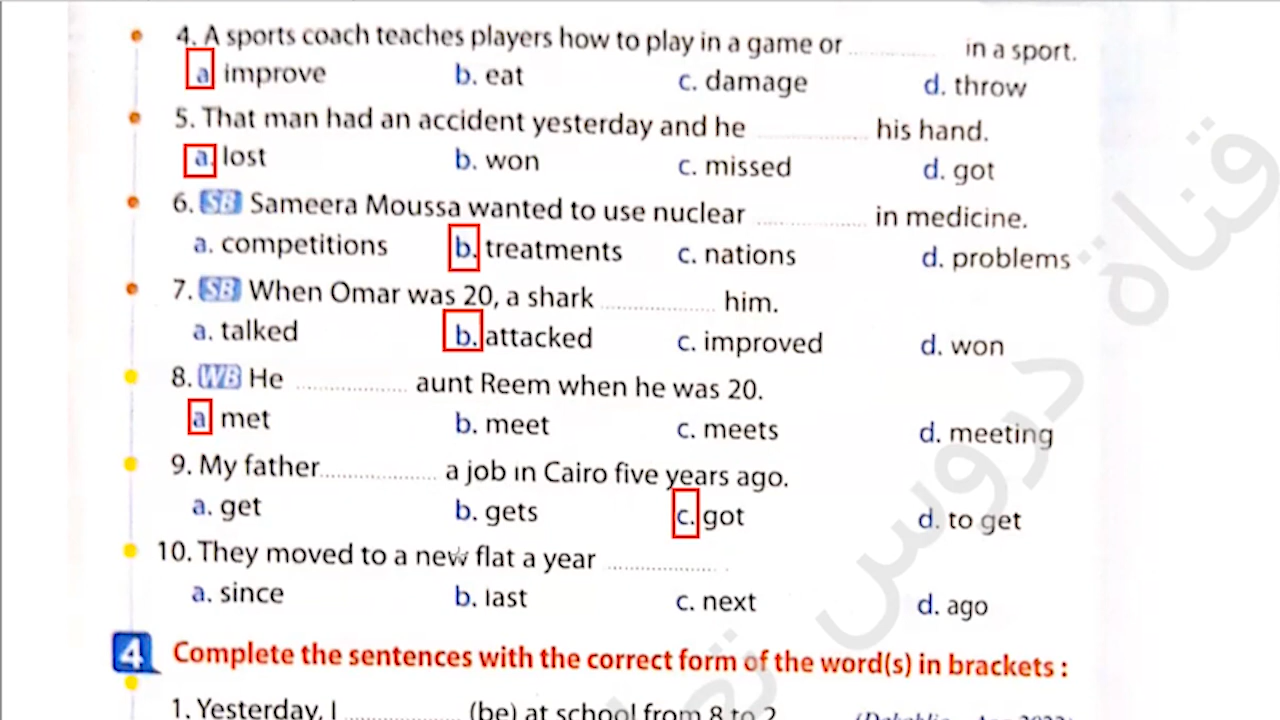 4. A sports coach teaches players how to play in a game or ............ in a sport.
a improve b. eat c. damage d. throw
5. That man had an accident yesterday and he ............ his hand.
a. lost b. won c. missed d. got
6. SB Sameera Moussa wanted to use nuclear ............ in medicine.
a. competitions b. treatments c. nations d. problems
7. SB When Omar was 20, a shark ............ him.
a. talked b. attacked c. improved d. won
8. WB He ............ aunt Reem when he was 20.
a met b. meet c. meets d. meeting
9. My father ............ a job in Cairo five years ago.
a. get b. gets c. got d. to get
10. They moved to a new flat a year ............
a. since b. last c. next d. ago
4 Complete the sentences with the correct form of the word(s) in brackets :
1. Yesterday, I ............ (be) at school from 8 to 2
قناة دروس